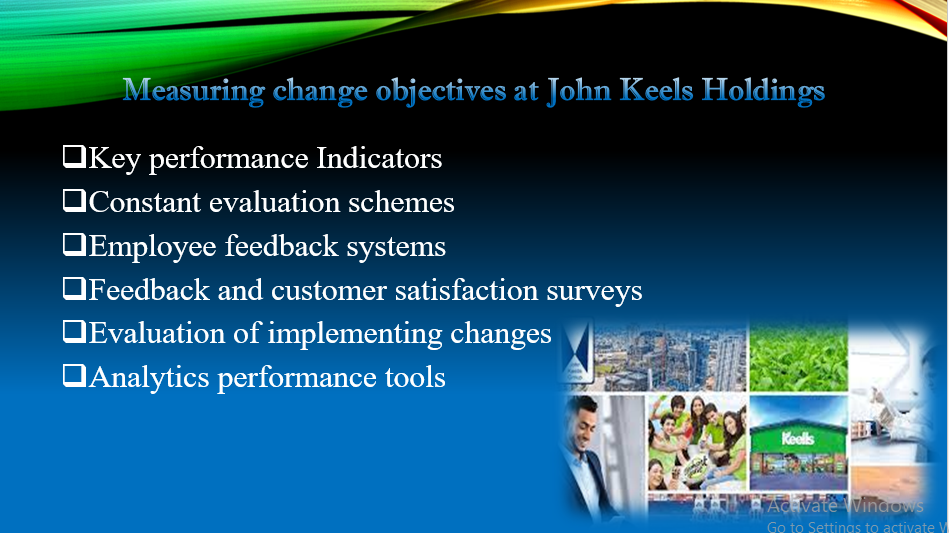 Measuring change objectives at John Keels Holdings
❑Key performance Indicators
❑Constant evaluation schemes
❑Employee feedback systems
❑Feedback and customer satisfaction surveys
❑Evaluation of implementing changes
❑Analytics performance tools
Keells
Activate Windows
Go to Settings to activate W